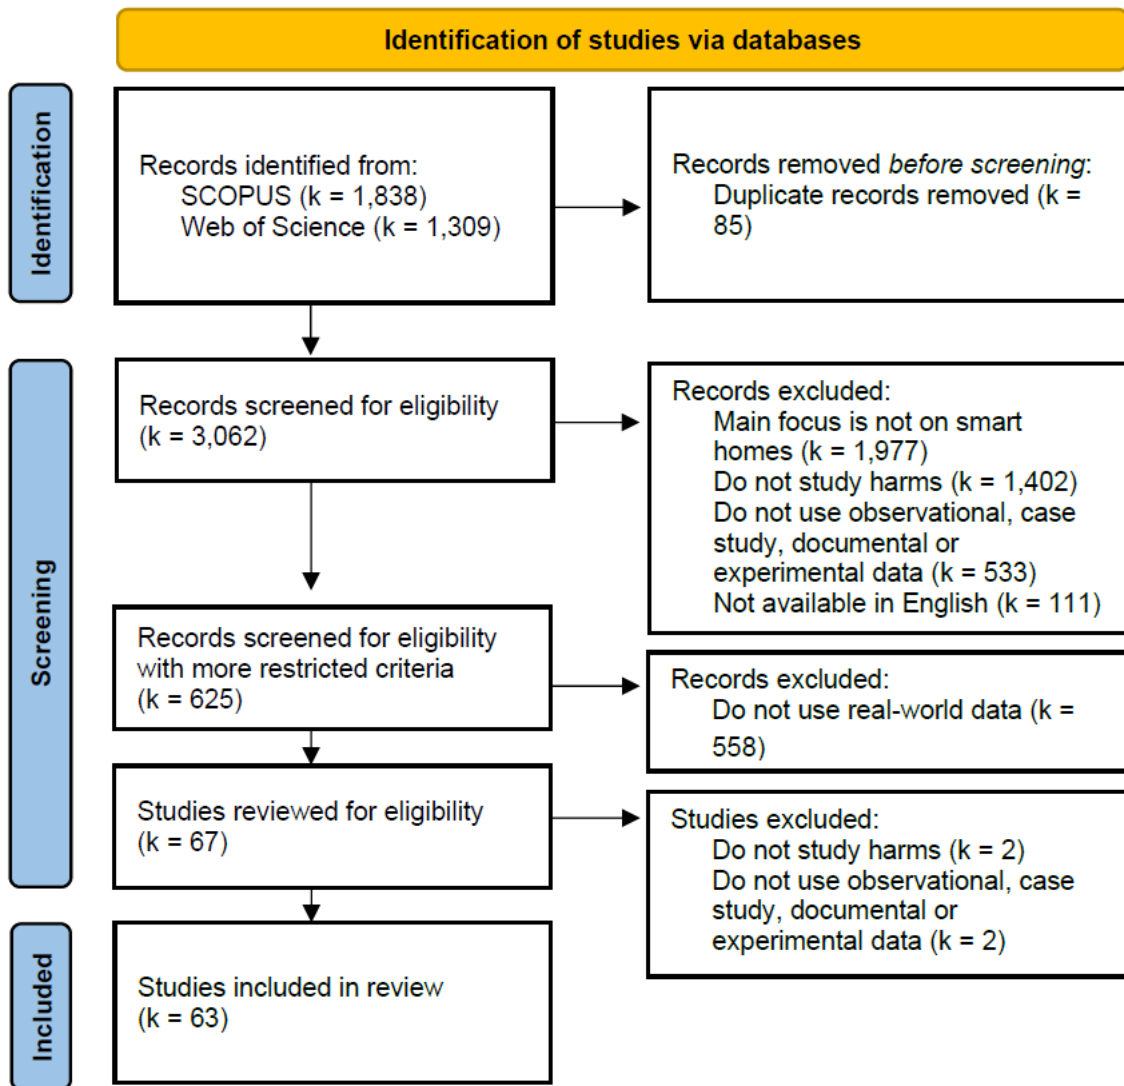 Identification of studies via databases
Identification
Records identified from:
SCOPUS (k = 1,838)
Web of Science (k = 1,309)
Records removed before screening:
Duplicate records removed (k =
85)
Screening
Records screened for eligibility
(k = 3,062)
Records excluded:
Main focus is not on smart
homes (k = 1,977)
Do not study harms (k = 1,402)
Do not use observational, case
study, documental or
experimental data (k = 533)
Not available in English (k = 111)
Records screened for eligibility
with more restricted criteria
(k = 625)
Records excluded:
Do not use real-world data (k =
558)
Studies reviewed for eligibility
(k = 67)
Studies excluded:
Do not study harms (k = 2)
Do not use observational, case
study, documental or
experimental data (k = 2)
Included
Studies included in review
(k = 63)